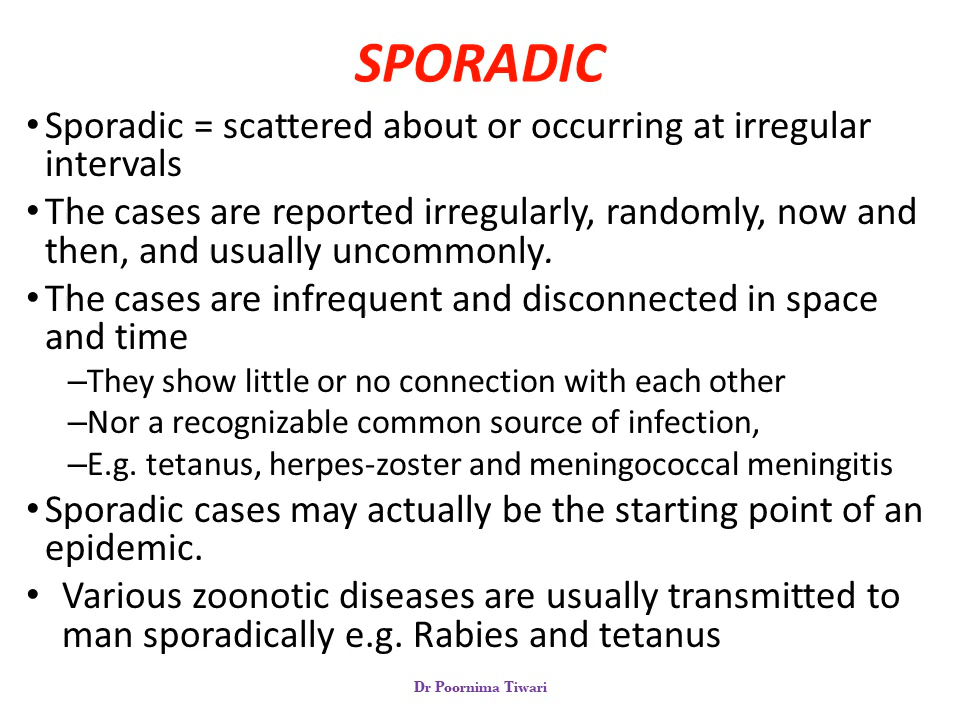 SPORADIC
• Sporadic = scattered about or occurring at irregular
intervals
• The cases are reported irregularly, randomly, now and
then, and usually uncommonly.
• The cases are infrequent and disconnected in space
and time
–They show little or no connection with each other
–Nor a recognizable common source of infection,
–E.g. tetanus, herpes-zoster and meningococcal meningitis
• Sporadic cases may actually be the starting point of an
epidemic.
• Various zoonotic diseases are usually transmitted to
man sporadically e.g. Rabies and tetanus
Dr Poornima Tiwari